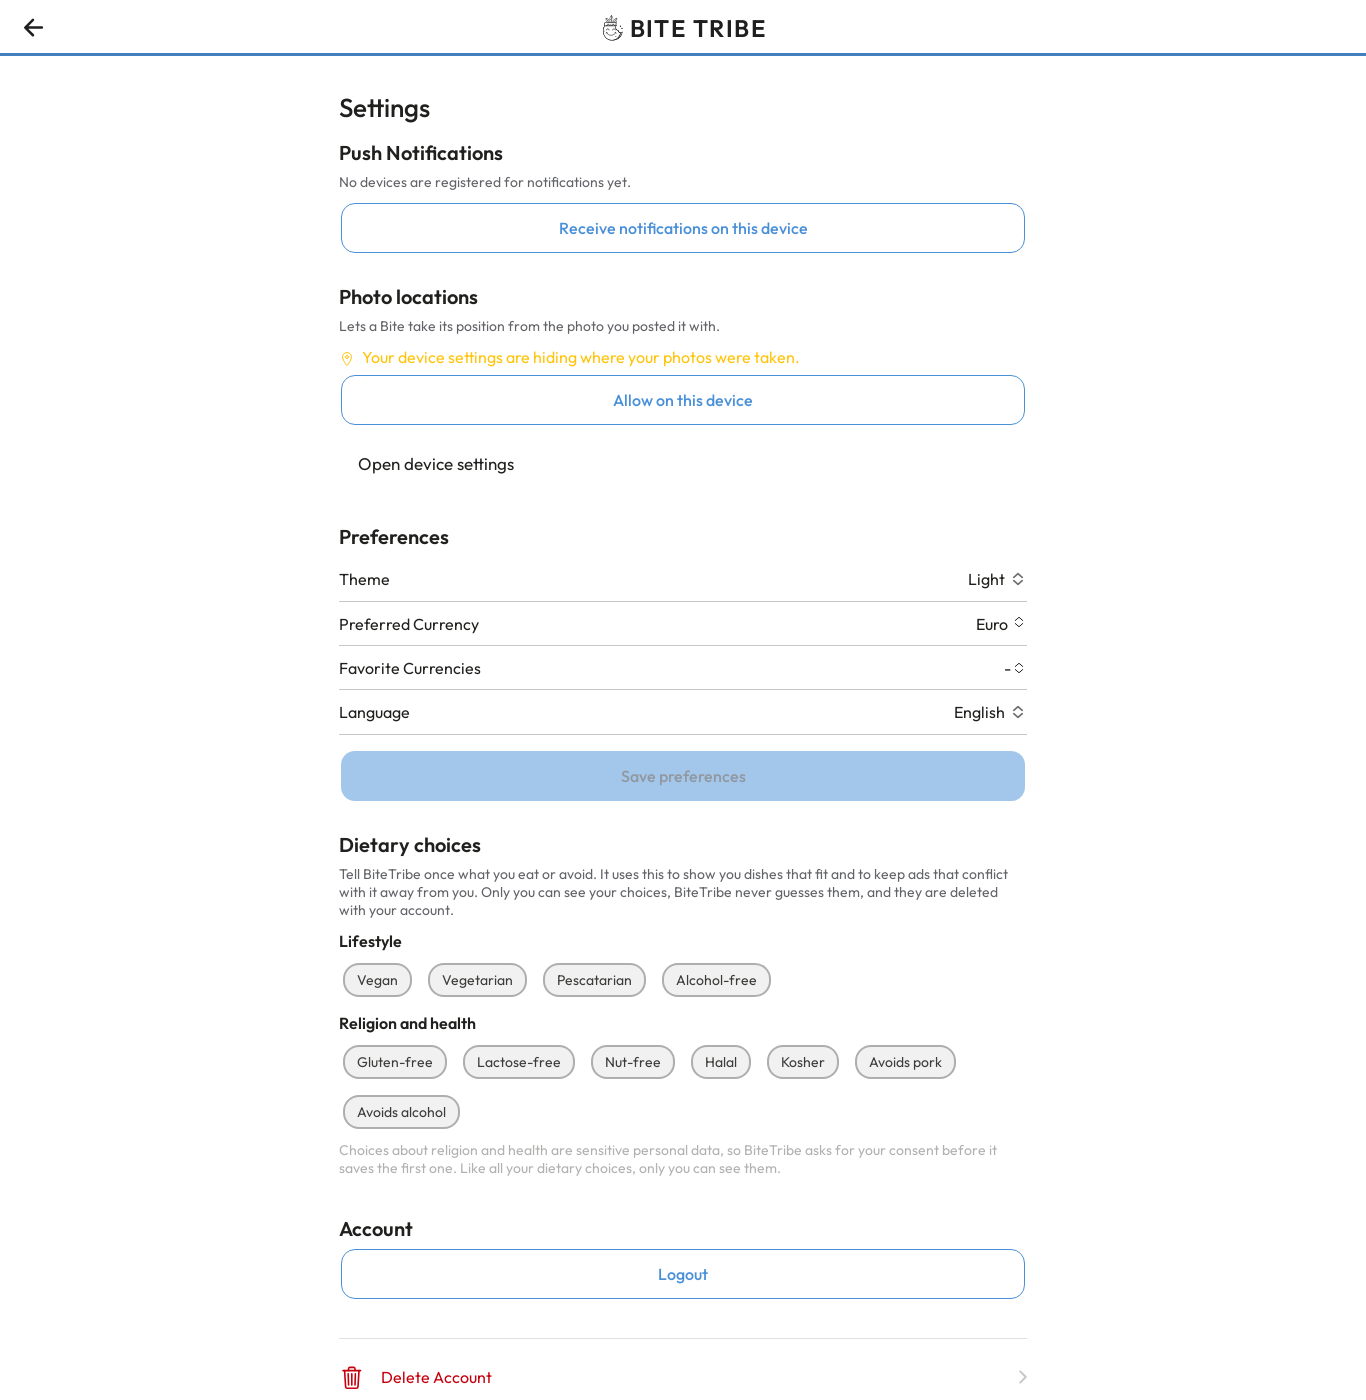 BITE TRIBE
Settings
Push Notifications
No devices are registered for notifications yet.
Receive notifications on this device
Photo locations
Lets a Bite take its position from the photo you posted it with.
Your device settings are hiding where your photos were taken.
Allow on this device
Open device settings
Preferences
Theme Light
Preferred Currency Euro
Favorite Currencies -
Language English
Save preferences
Dietary choices
Tell BiteTribe once what you eat or avoid. It uses this to show you dishes that fit and to keep ads that conflict
with it away from you. Only you can see your choices, BiteTribe never guesses them, and they are deleted
with your account.
Lifestyle
Vegan Vegetarian Pescatarian Alcohol-free
Religion and health
Gluten-free Lactose-free Nut-free Halal Kosher Avoids pork
Avoids alcohol
Choices about religion and health are sensitive personal data, so BiteTribe asks for your consent before it
saves the first one. Like all your dietary choices, only you can see them.
Account
Logout
Delete Account